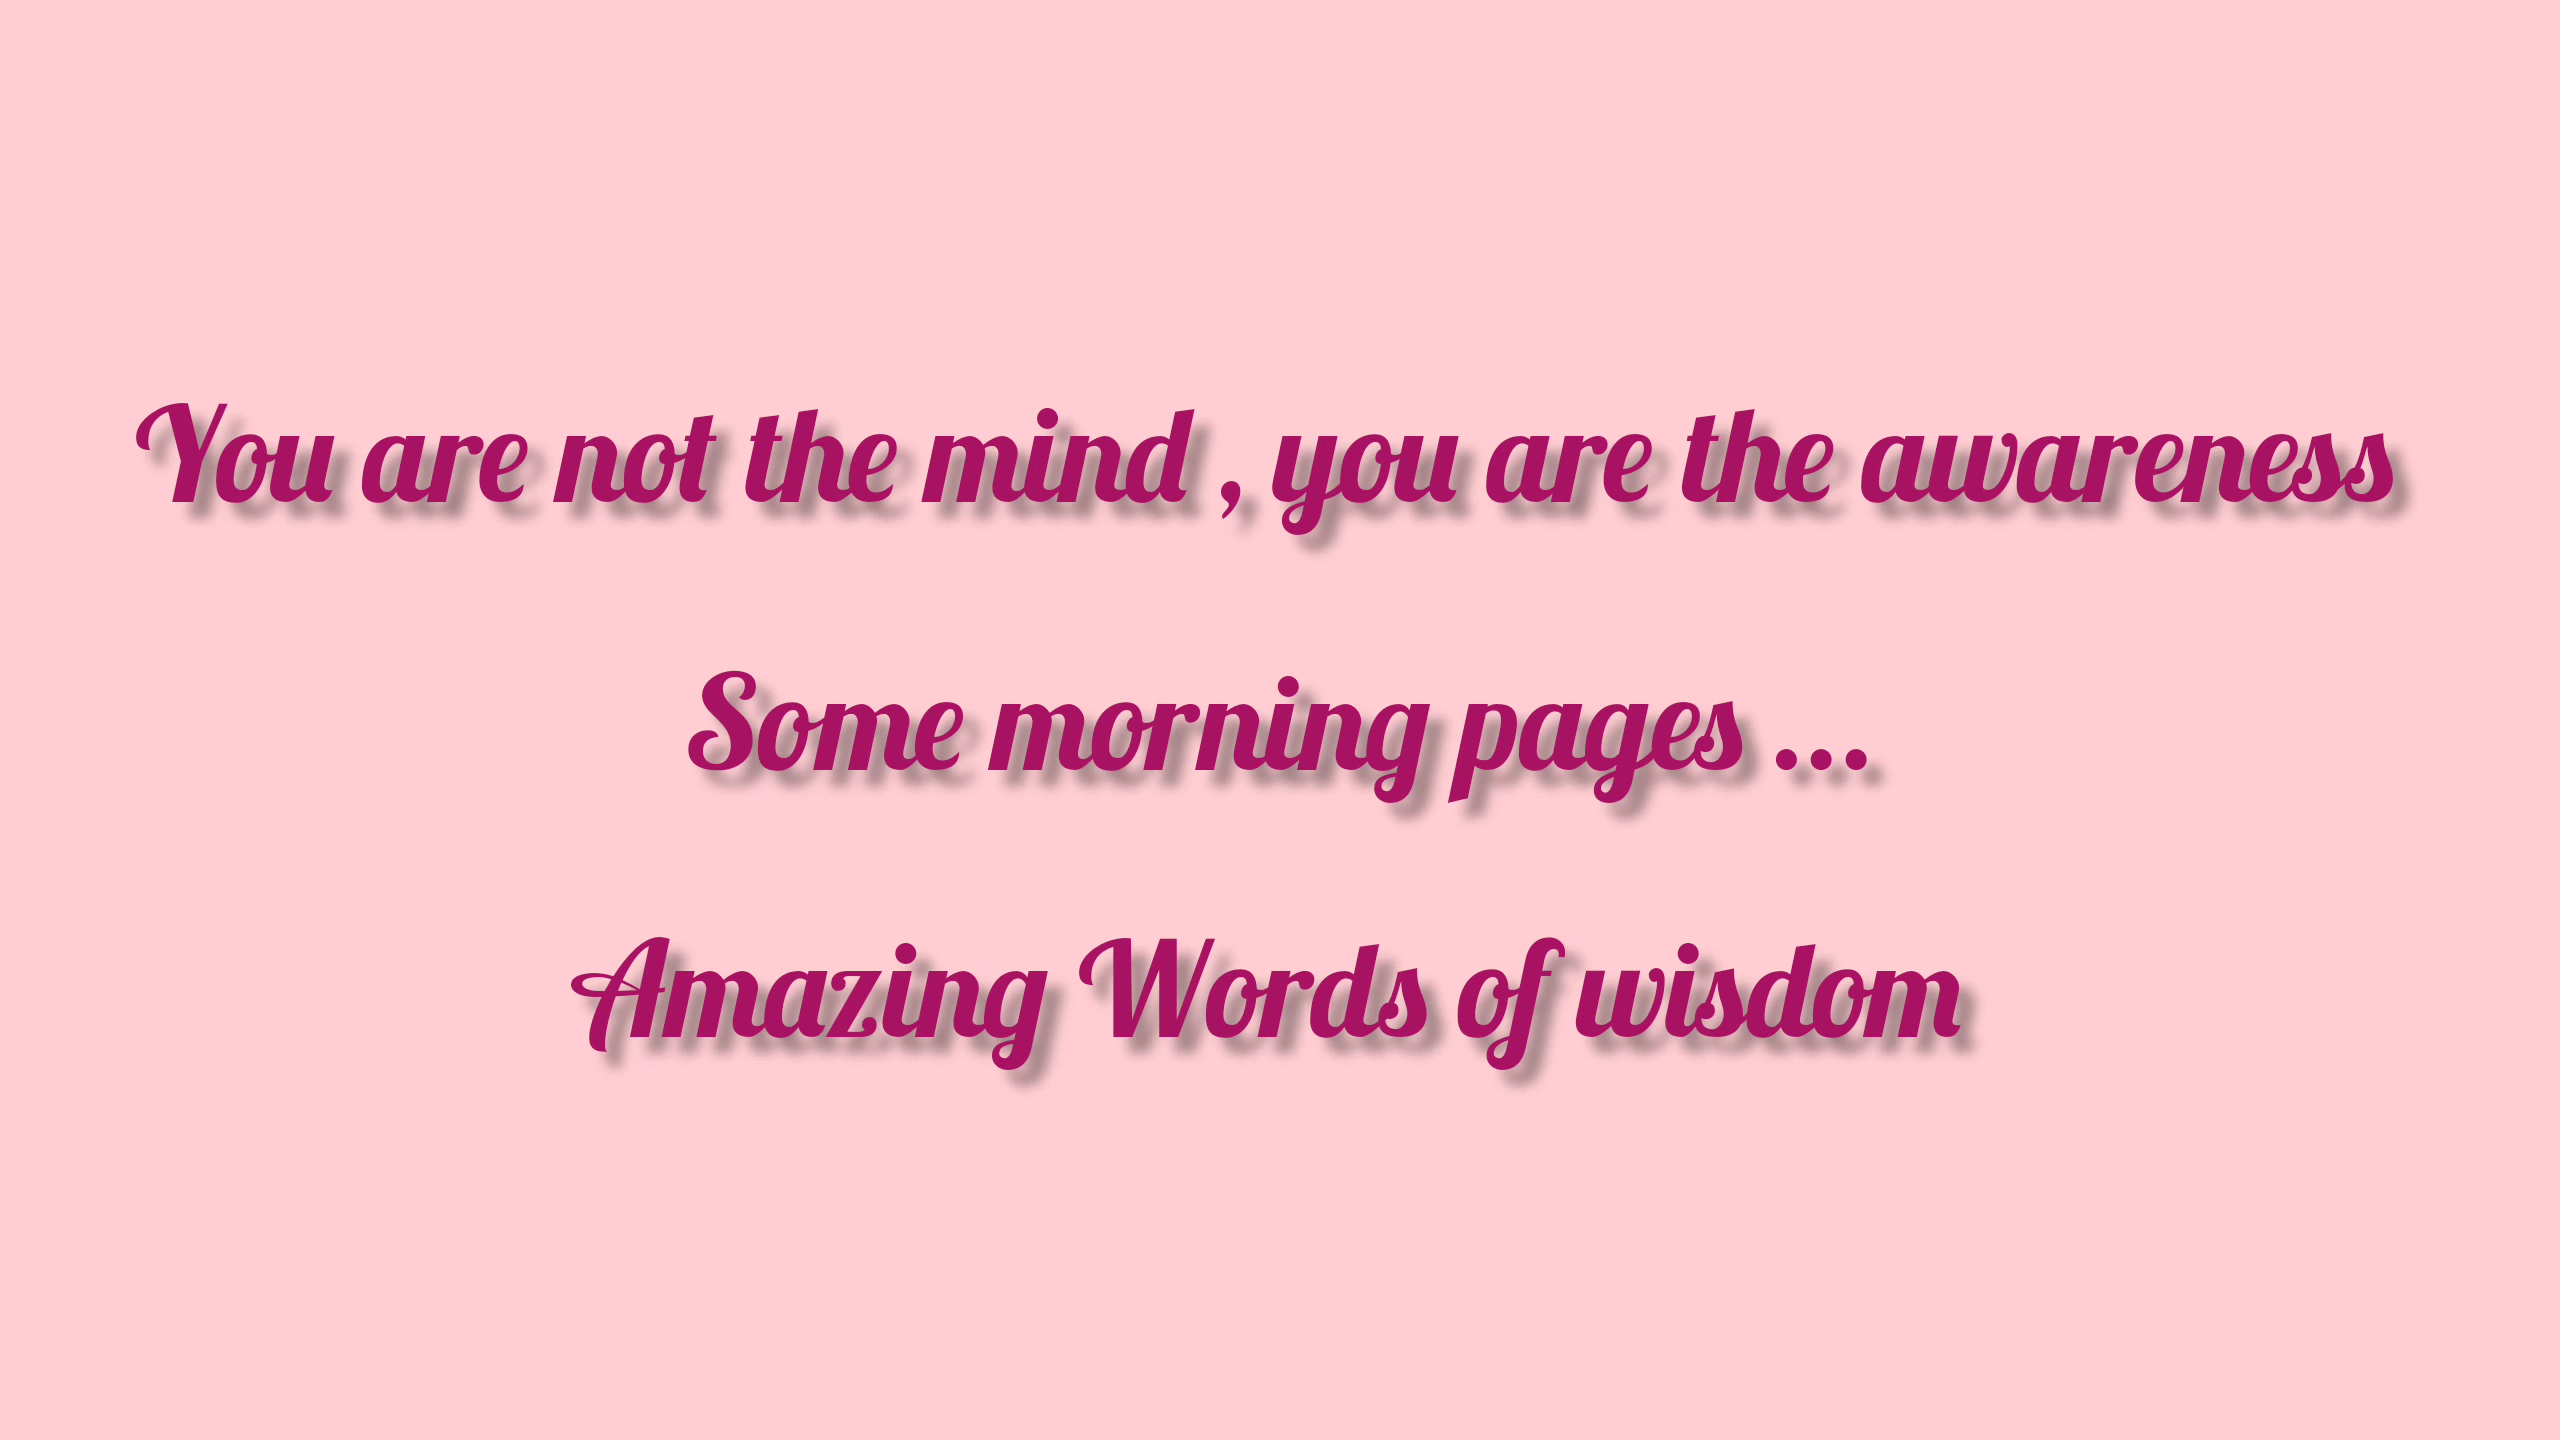 You are not the mind , you are the awareness
Some morning pages ...
Amazing Words of wisdom